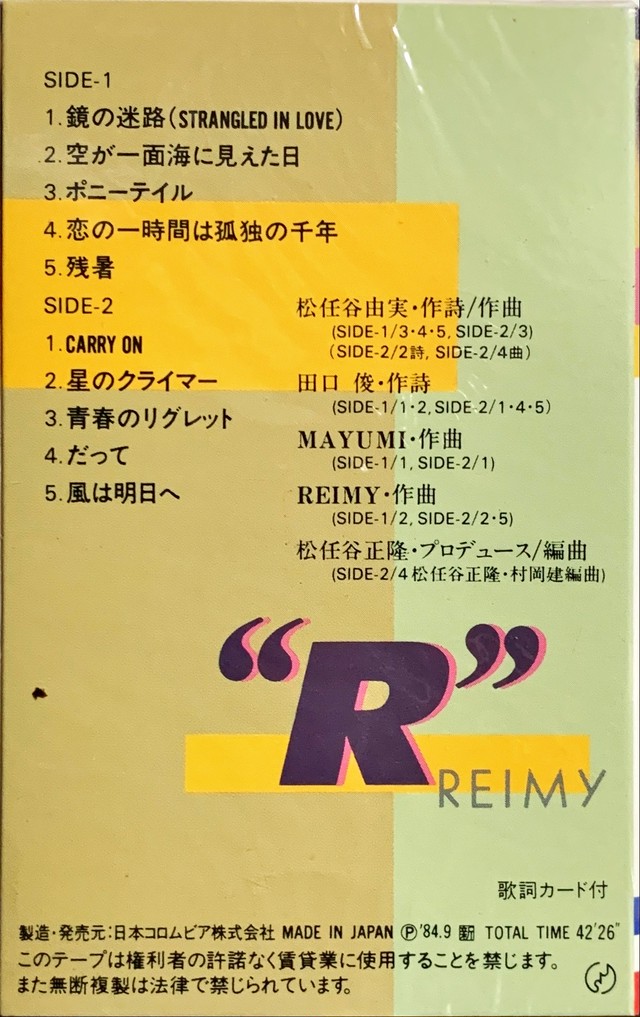 SIDE-1
1.鏡の迷路(STRANGLED IN LOVE)
2.空が一面海に見えた日
3.ポニーテイル
4.恋の一時間は孤独の千年
5.残暑
SIDE-2
1.CARRY ON
2.星のクライマー
3.青春のリグレット
4.だって
5.風は明日へ
松任谷由実・作詩/作曲
(SIDE-1/3・4・5, SIDE-2/3)
(SIDE-2/2詩, SIDE-2/4曲)
田口 俊・作詩
(SIDE-1/1・2, SIDE-2/1・4・5)
MAYUMI・作曲
(SIDE-1/1, SIDE-2/1)
REIMY・作曲
(SIDE-1/2, SIDE-2/2・5)
松任谷正隆・プロデュース/編曲
(SIDE-2/4 松任谷正隆・村岡建編曲)
“R”
REIMY
歌詞カード付
製造・発売元:日本コロムビア株式会社 MADE IN JAPAN Ⓟ'84.9 TOTAL TIME 42'26"
このテープは権利者の許諾なく賃貸業に使用することを禁じます。
また無断複製は法律で禁じられています。